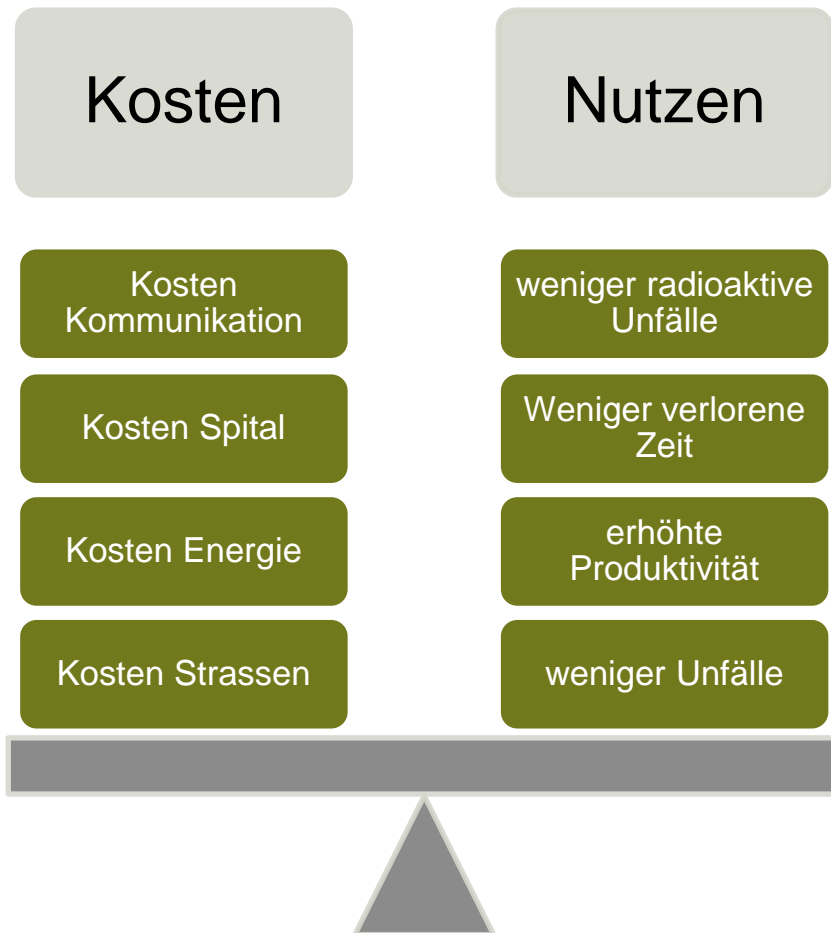 Kosten
Nutzen
Kosten
Kommunikation
weniger radioaktive
Unfälle
Kosten Spital
Weniger verlorene
Zeit
Kosten Energie
erhöhte
Produktivität
Kosten Strassen
weniger Unfälle